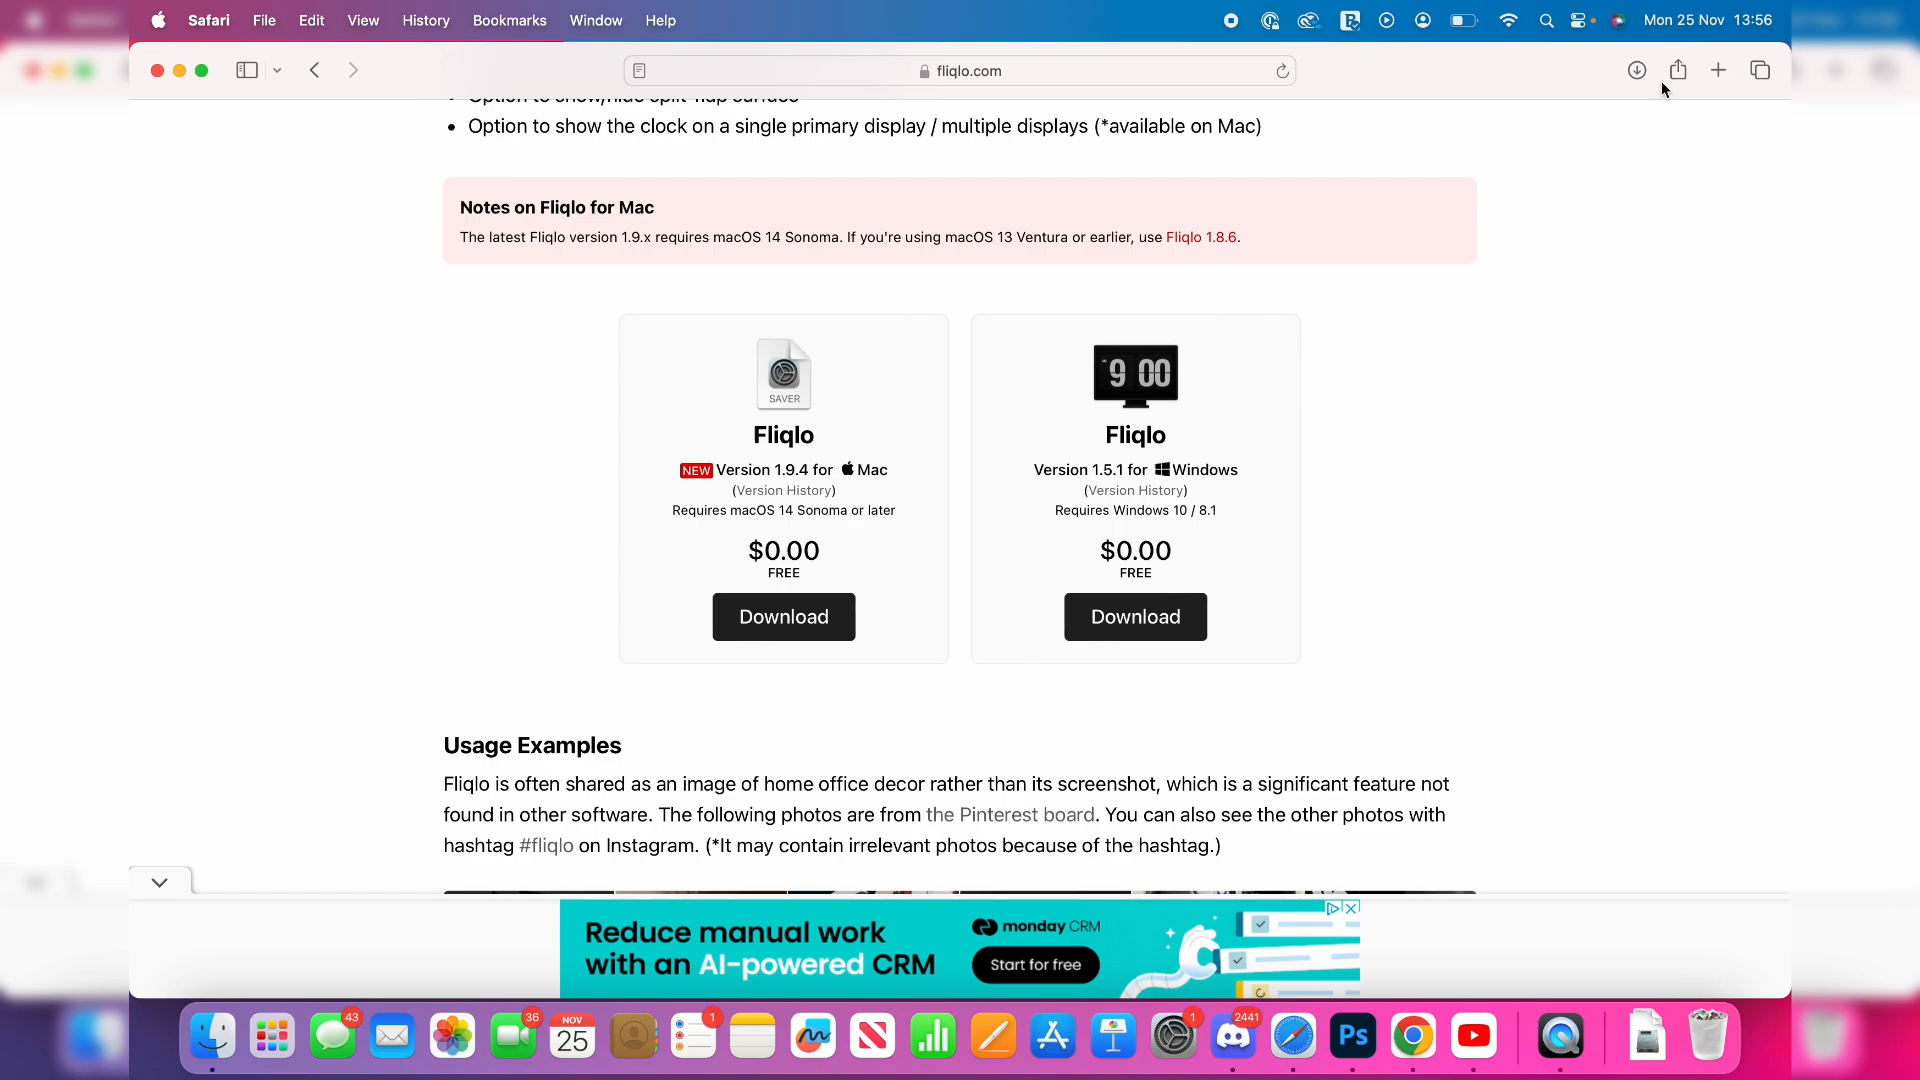 Safari File Edit View History Bookmarks Window Help Mon 25 Nov 13:56
fliqlo.com
• Option to show/hide split-flap surface
• Option to show the clock on a single primary display / multiple displays (*available on Mac)
Notes on Fliqlo for Mac
The latest Fliqlo version 1.9.x requires macOS 14 Sonoma. If you're using macOS 13 Ventura or earlier, use Fliqlo 1.8.6.
SAVER
Fliqlo
NEW Version 1.9.4 for Mac
(Version History)
Requires macOS 14 Sonoma or later
$0.00
FREE
Download
9 00
Fliqlo
Version 1.5.1 for Windows
(Version History)
Requires Windows 10 / 8.1
$0.00
FREE
Download
Usage Examples
Fliqlo is often shared as an image of home office decor rather than its screenshot, which is a significant feature not
found in other software. The following photos are from the Pinterest board. You can also see the other photos with
hashtag #fliqlo on Instagram. (*It may contain irrelevant photos because of the hashtag.)
Reduce manual work
with an AI-powered CRM
monday CRM
Start for free
43 36 NOV 25 1 1 2441 Ps